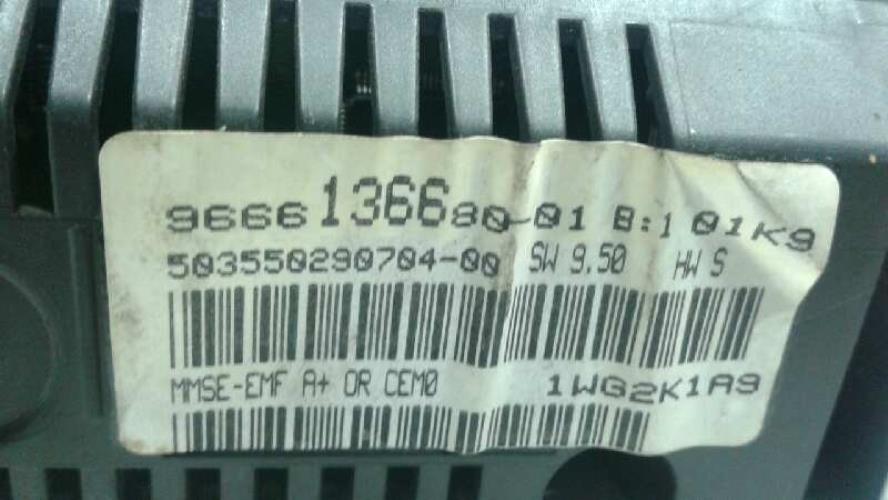 9666136680-01 B:1 01K9
503550290704-00 SW 9.50 HW S
MMSE-EMF A+ OR CEM0
1WG2K1A9